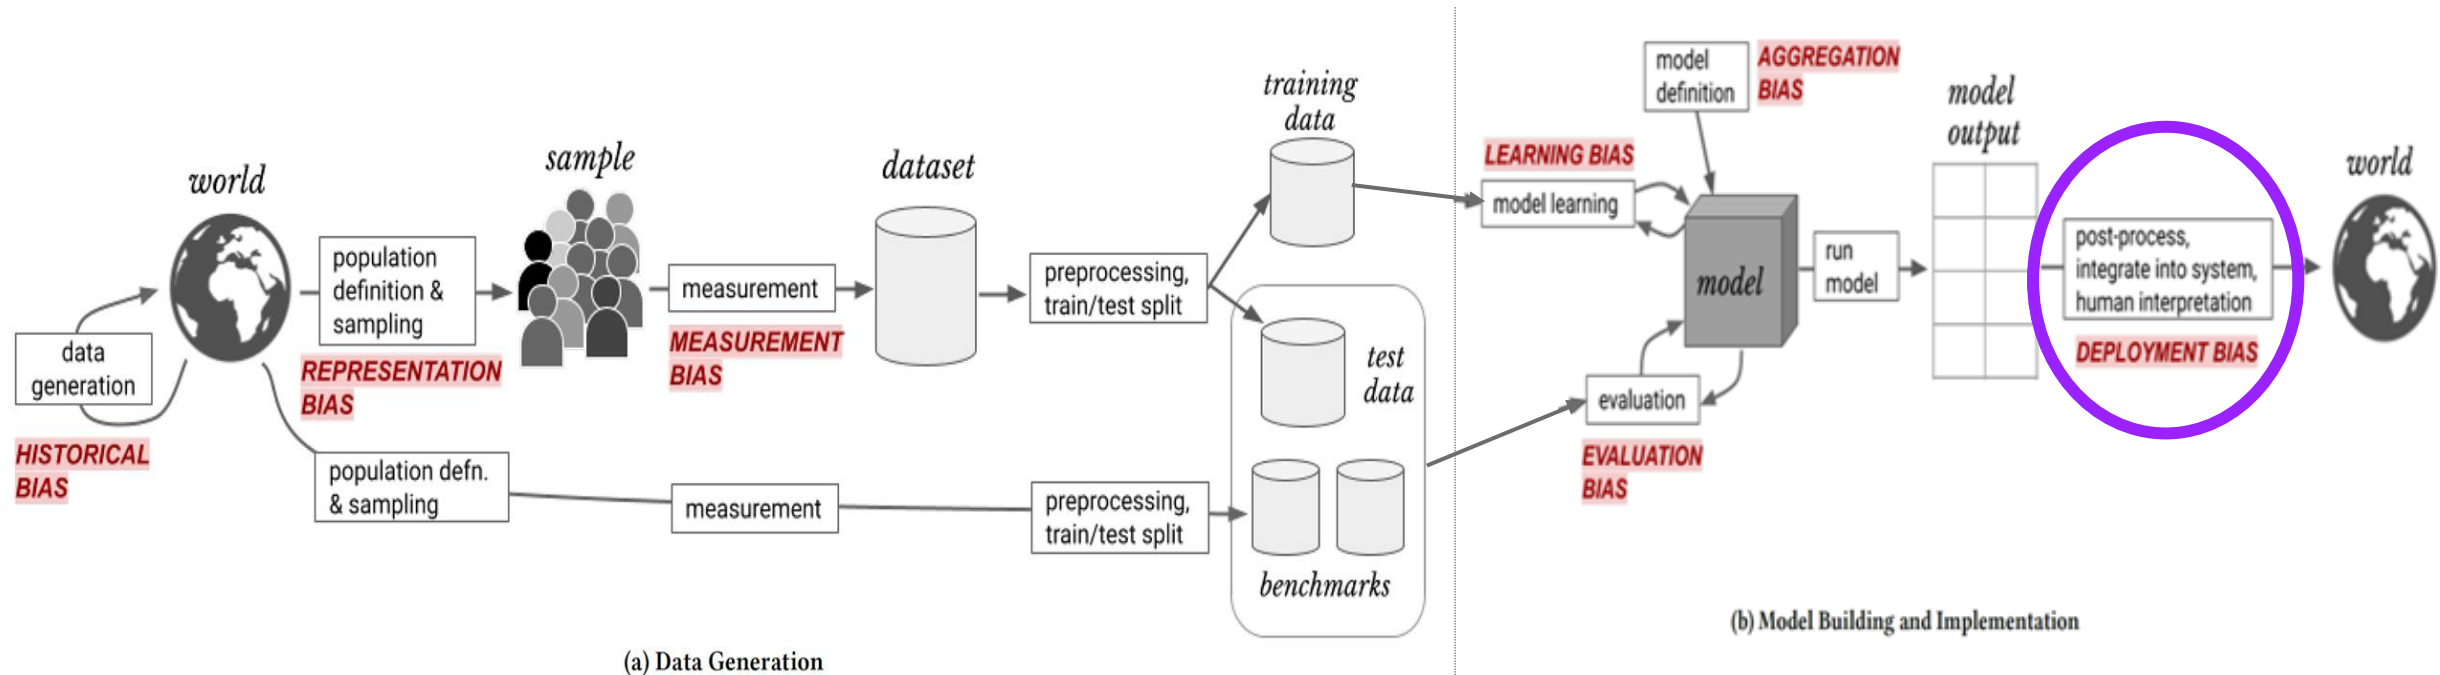 world
data
generation
HISTORICAL
BIAS
population
definition &
sampling
REPRESENTATION
BIAS
sample
measurement
MEASUREMENT
BIAS
dataset
preprocessing,
train/test split
training
data
test
data
population defn.
& sampling
measurement
preprocessing,
train/test split
benchmarks
(a) Data Generation
LEARNING BIAS
model learning
model
definition
AGGREGATION
BIAS
model
evaluation
EVALUATION
BIAS
run
model
model
output
post-process,
integrate into system,
human interpretation
DEPLOYMENT BIAS
world
(b) Model Building and Implementation